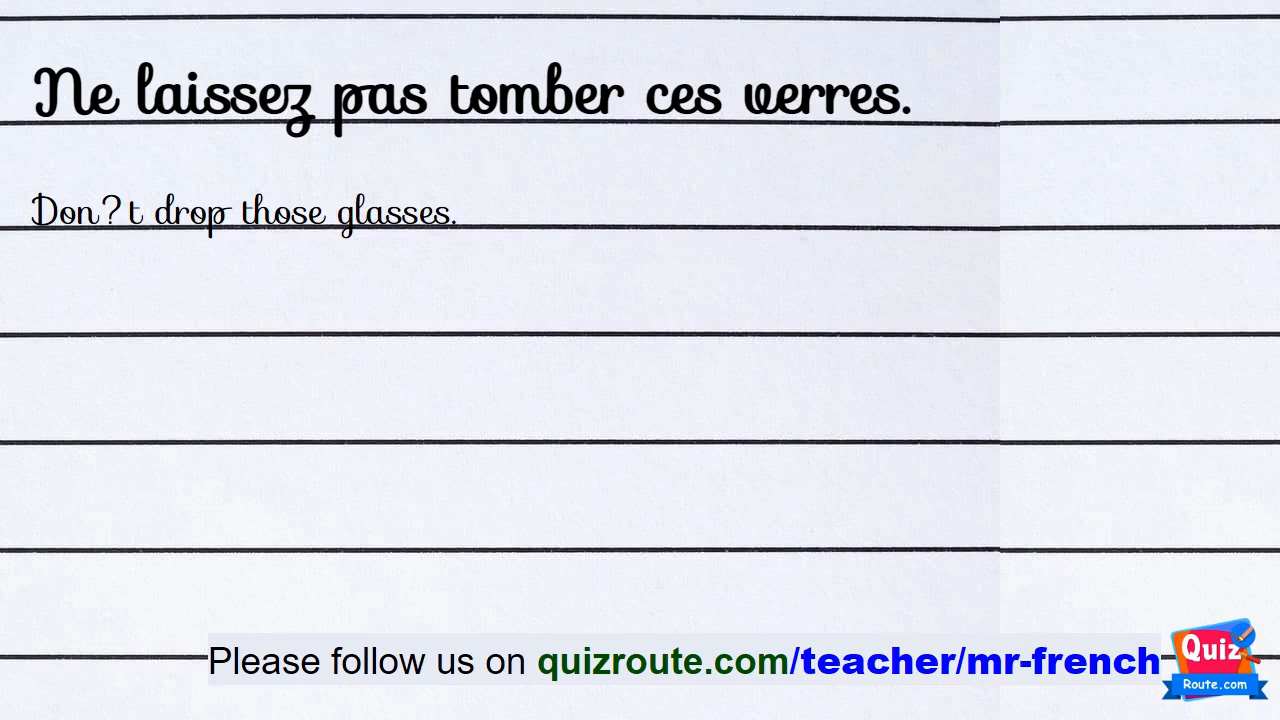 Ne laissez pas tomber ces verres.
Don?t drop those glasses.
Please follow us on quizroute.com/teacher/mr-french
Quiz
Route.com